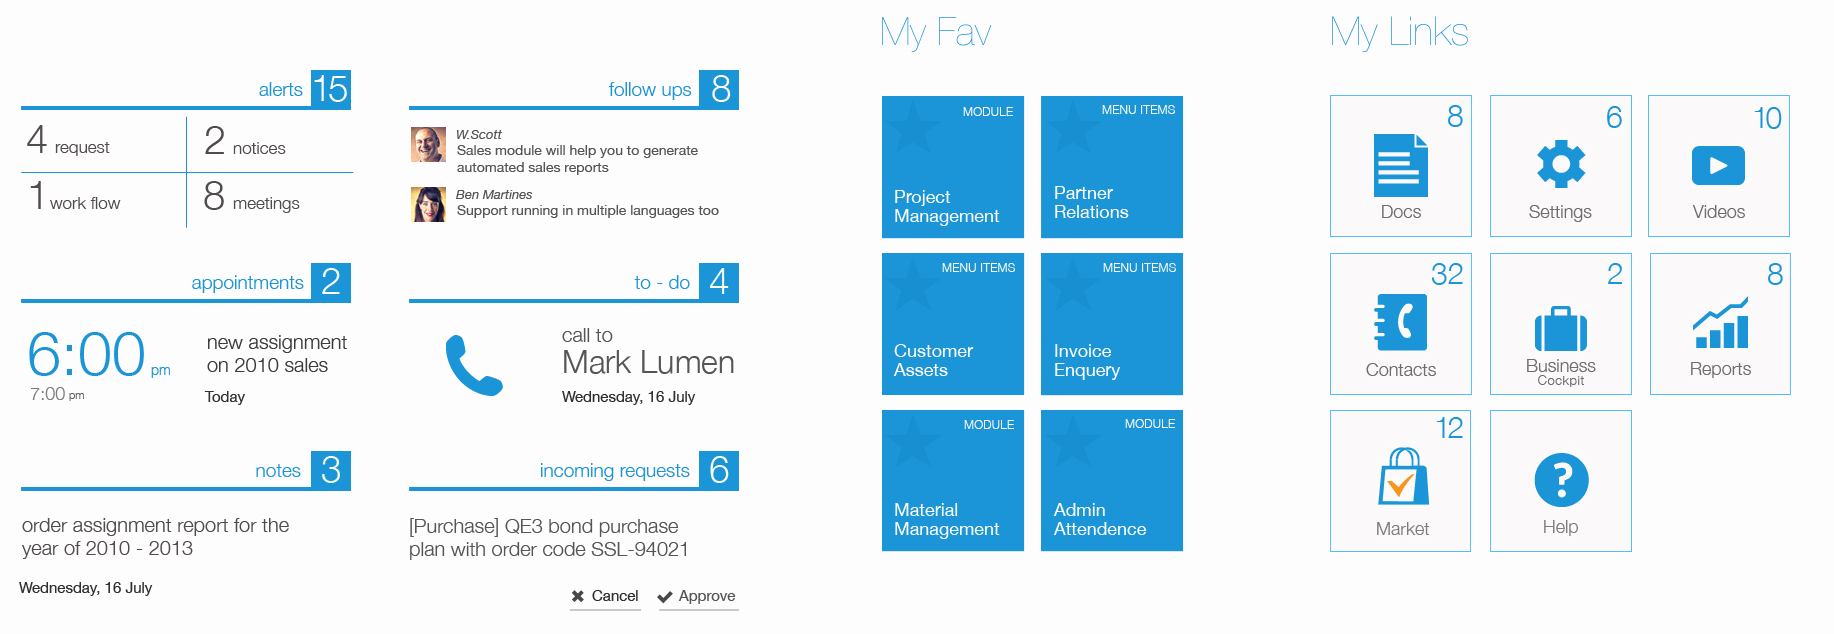 alerts 15
4 request
2 notices
1 work flow
8 meetings
follow ups 8
W.Scott
Sales module will help you to generate
automated sales reports
Ben Martines
Support running in multiple languages too
appointments 2
6:00 pm
7:00 pm
new assignment
on 2010 sales
Today
to - do 4
call to
Mark Lumen
Wednesday, 16 July
notes 3
order assignment report for the
year of 2010 - 2013
Wednesday, 16 July
incoming requests 6
[Purchase] QE3 bond purchase
plan with order code SSL-94021
Cancel
Approve
My Fav
MODULE
Project
Management
MENU ITEMS
Partner
Relations
MENU ITEMS
Customer
Assets
MENU ITEMS
Invoice
Enquery
MODULE
Material
Management
MODULE
Admin
Attendence
My Links
8
Docs
6
Settings
10
Videos
32
Contacts
2
Business
Cockpit
8
Reports
12
Market
?
Help